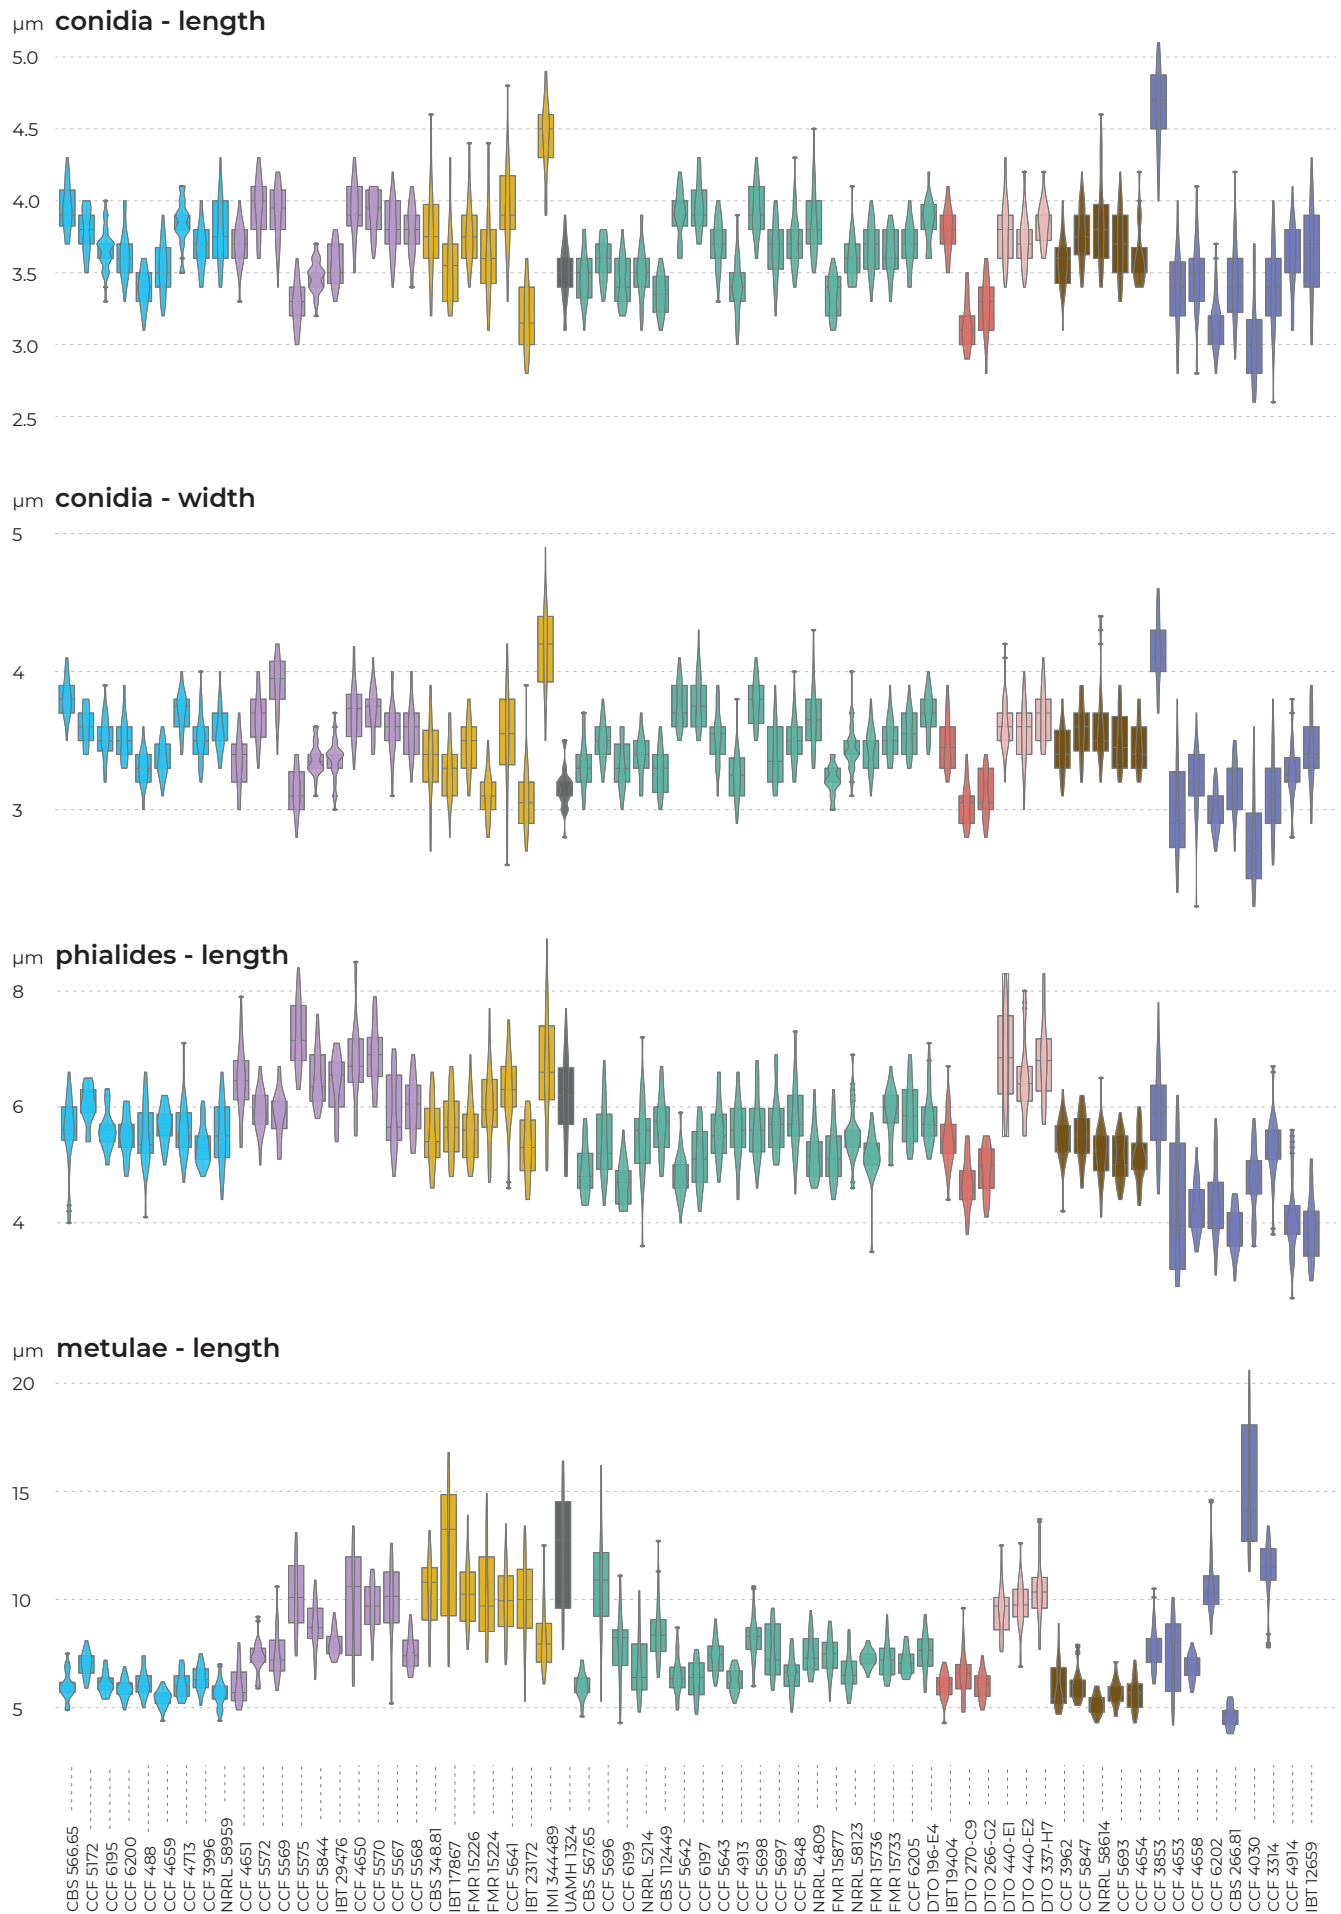 µm conidia - length
5.0
4.5
4.0
3.5
3.0
2.5
µm conidia - width
5
4
3
µm phialides - length
8
6
4
µm metulae - length
20
15
10
5
CBS 566.65
CCF 5172
CCF 6195
CCF 6200
CCF 488
CCF 4659
CCF 4713
CCF 3996
NRRL 58959
CCF 4651
CCF 5572
CCF 5569
CCF 5575
CCF 5844
IBT 29476
CCF 4650
CCF 5570
CCF 5567
CCF 5568
CBS 348.81
IBT 17867
FMR 15226
FMR 15224
CCF 5641
IBT 23172
IMI 344489
UAMH 1324
CBS 567.65
CCF 5696
CCF 6199
NRRL 5214
CBS 112449
CCF 5642
CCF 6197
CCF 5643
CCF 4913
CCF 5698
CCF 5697
CCF 5848
NRRL 4809
FMR 15877
NRRL 58123
FMR 15736
FMR 15733
CCF 6205
DTO 196-E4
IBT 19404
DTO 270-C9
DTO 266-G2
DTO 440-E1
DTO 440-E2
DTO 337-H7
CCF 3962
CCF 5847
NRRL 58614
CCF 5693
CCF 4654
CCF 3853
CCF 4653
CCF 4658
CCF 6202
CBS 266.81
CCF 4030
CCF 3314
CCF 4914
IBT 12659